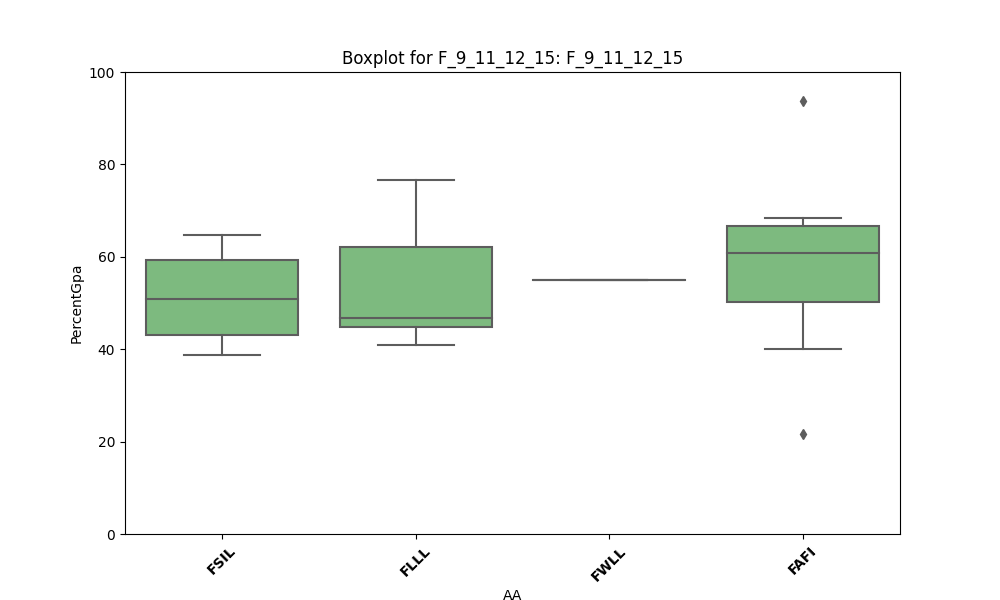 Boxplot for F_9_11_12_15: F_9_11_12_15
100
80
60
40
20
0
PercentGpa
FSIL
FLLL
FWLL
FAFI
AA